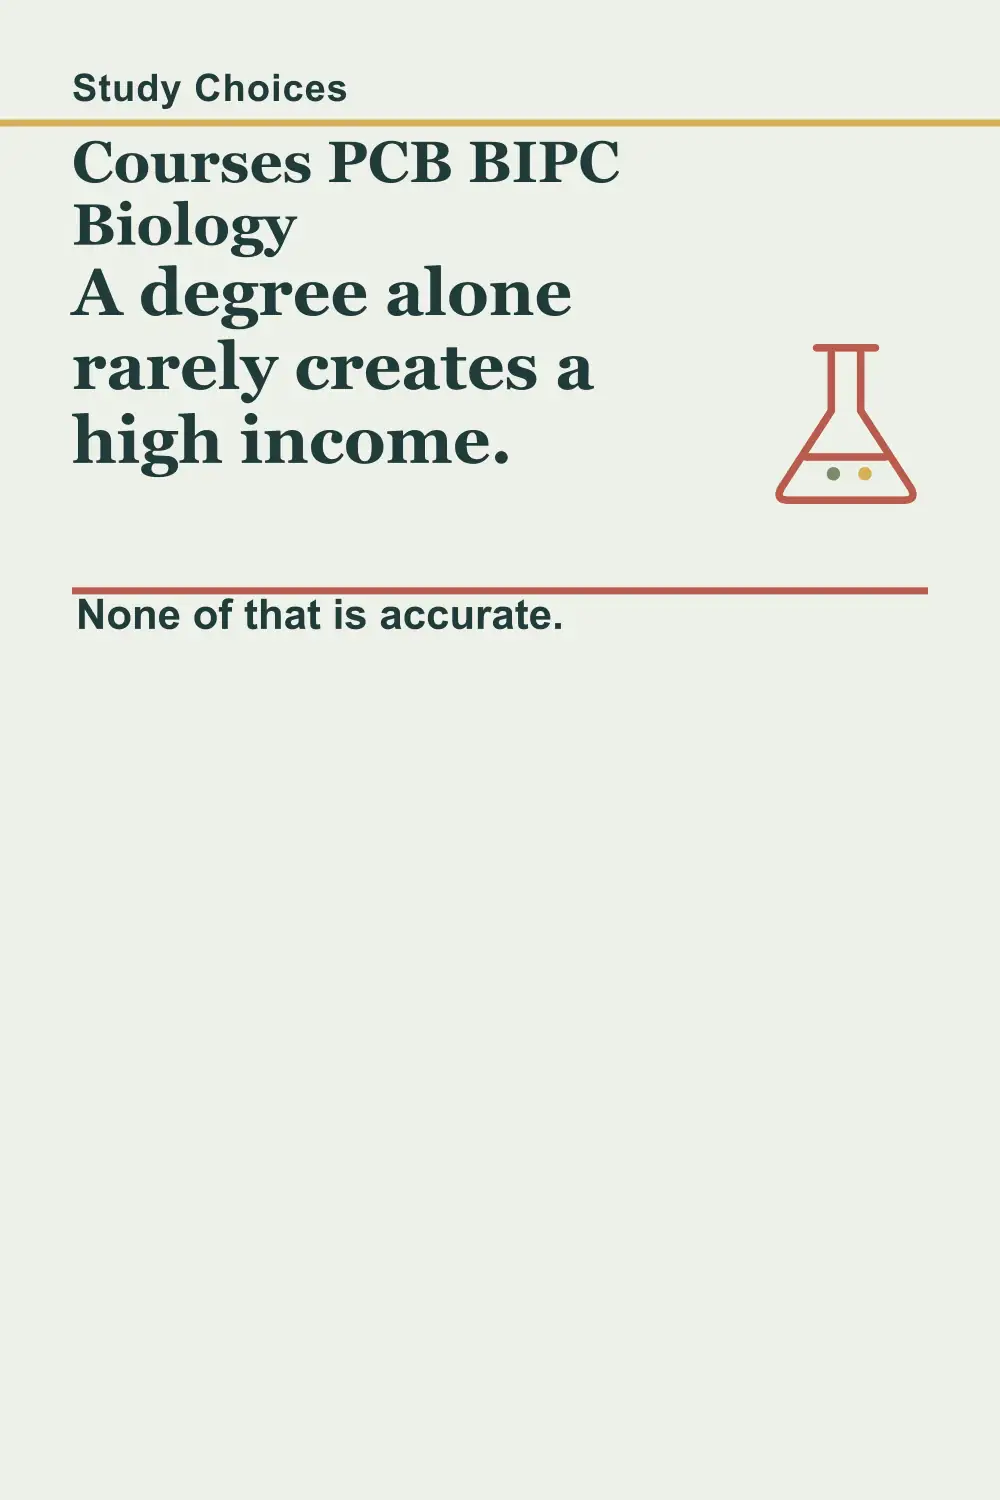 Study Choices
Courses PCB BIPC
Biology
A degree alone
rarely creates a
high income.
None of that is accurate.